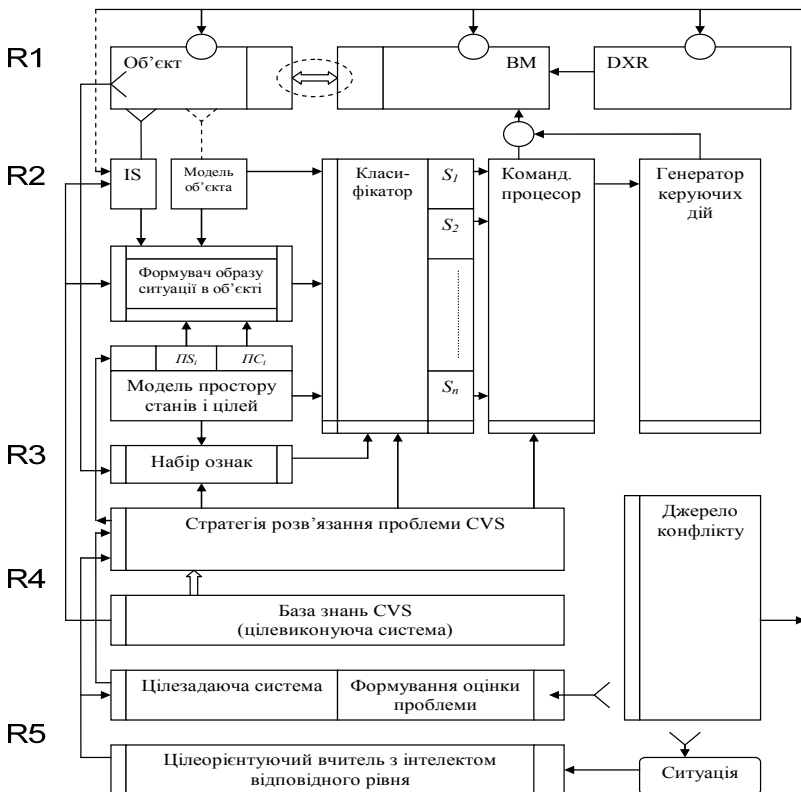 R1
Об’єкт
ВМ
DXR
R2
IS
Модель
об’єкта
Класи-
фікатор
S1
S2
Sn
Команд.
процесор
Генератор
керуючих
дій
Формувач образу
ситуації в об’єкті
ПSi
ПCi
Модель простору
станів і цілей
R3
Набір ознак
Стратегія розв’язання проблеми CVS
Джерело
конфлікту
R4
База знань CVS
(цілевиконуюча система)
Цілезадаюча система
Формування оцінки
проблеми
R5
Цілеорієнтуючий вчитель з інтелектом
відповідного рівня
Ситуація